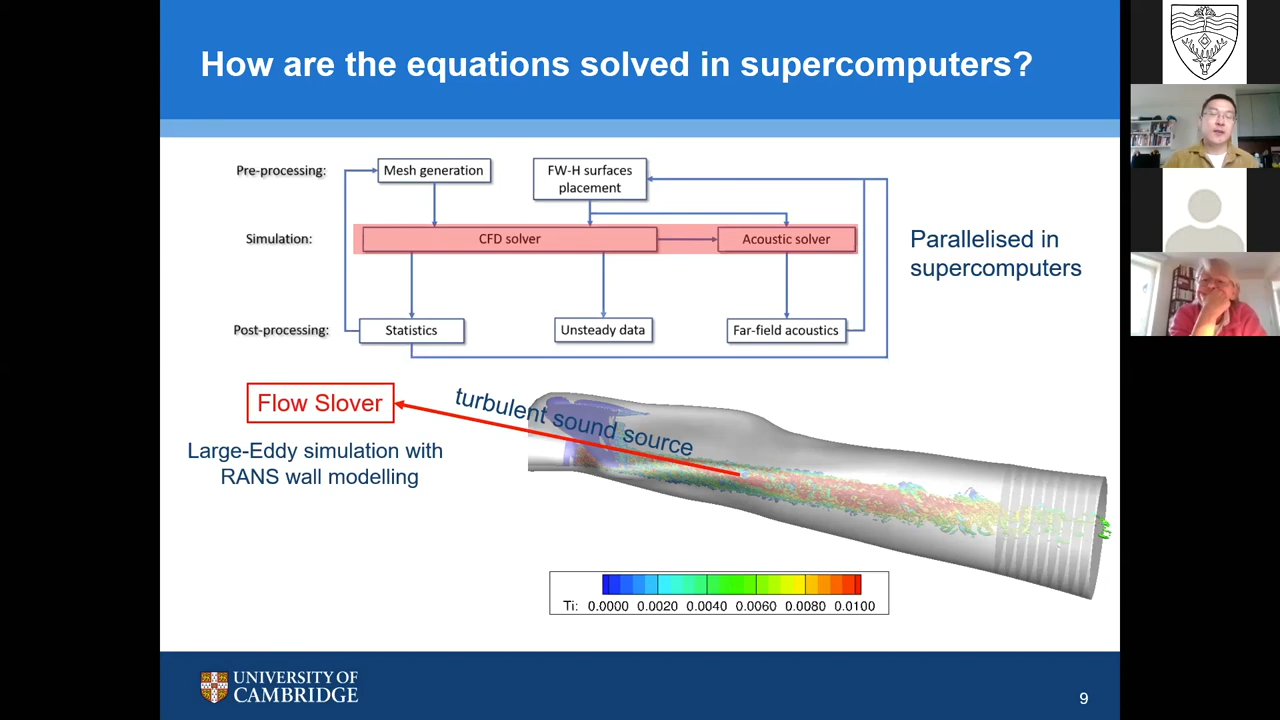 How are the equations solved in supercomputers?
Pre-processing:
Mesh generation
FW-H surfaces
placement
Simulation:
CFD solver
Acoustic solver
Parallelised in
supercomputers
Post-processing:
Statistics
Unsteady data
Far-field acoustics
Flow Slover
turbulent sound source
Large-Eddy simulation with
RANS wall modelling
Ti: 0.0000 0.0020 0.0040 0.0060 0.0080 0.0100
UNIVERSITY OF
CAMBRIDGE
9